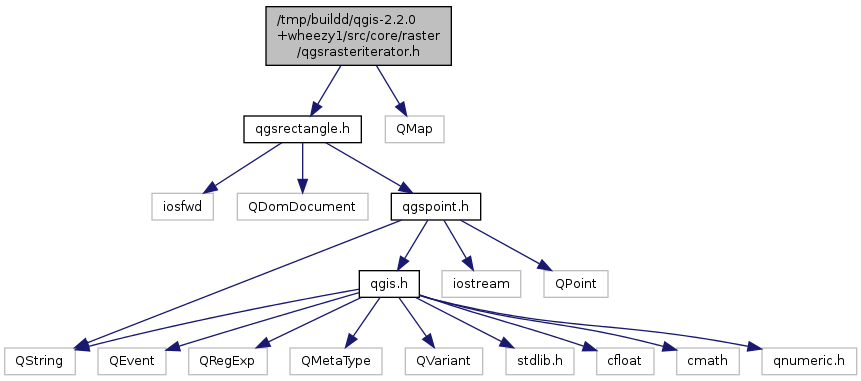 /tmp/buildd/qgis-2.2.0
+wheezy1/src/core/raster
/qgsrasteriterator.h
qgsrectangle.h
QMap
iosfwd
QDomDocument
qgspoint.h
qgis.h
iostream
QPoint
QString
QEvent
QRegExp
QMetaType
QVariant
stdlib.h
cfloat
cmath
qnumeric.h